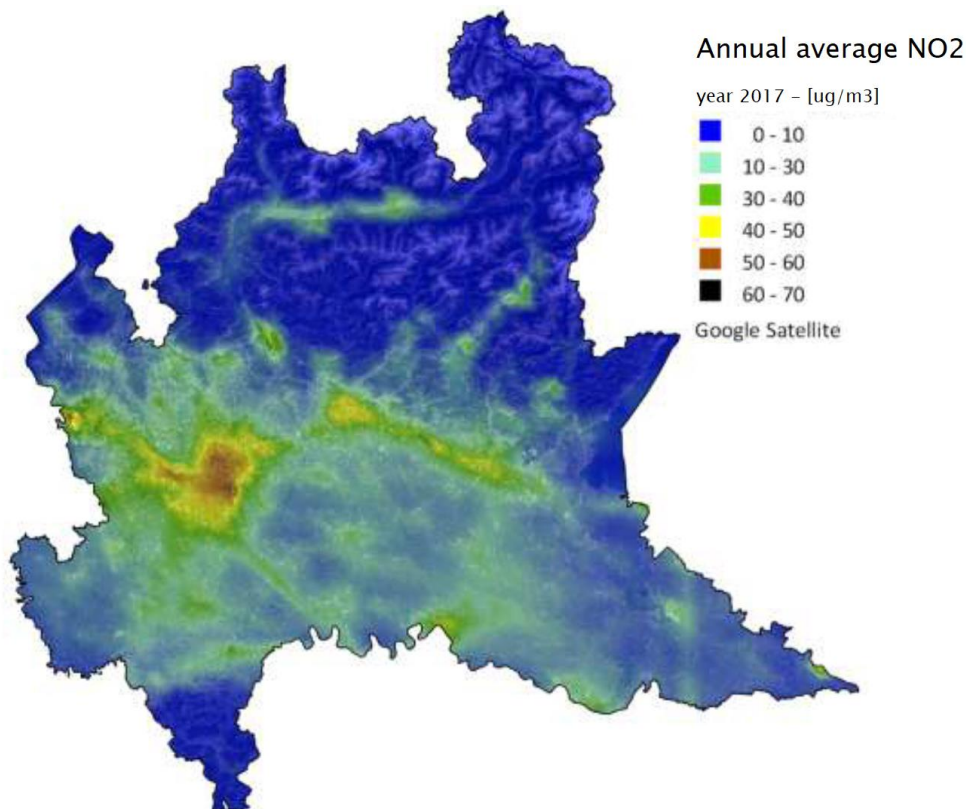 Annual average NO2
year 2017 – [ug/m3]
0 - 10
10 - 30
30 - 40
40 - 50
50 - 60
60 - 70
Google Satellite